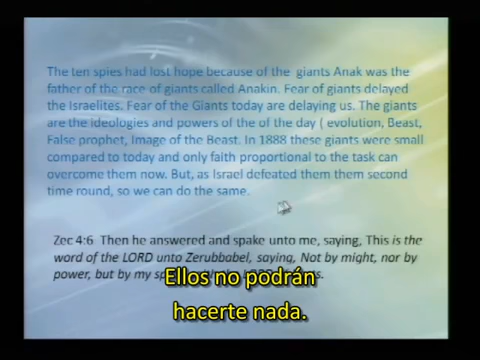 The ten spies had lost hope because of the giants Anak was the
father of the race of giants called Anakin. Fear of giants delayed
the Israelites. Fear of the Giants today are delaying us. The giants
are the ideologies and powers of the of the day ( evolution, Beast,
False prophet, Image of the Beast. In 1888 these giants were small
compared to today and only faith proportional to the task can
overcome them now. But, as Israel defeated them them second
time round, so we can do the same.
Zec 4:6 Then he answered and spake unto me, saying, This is the
word of the LORD unto Zerubbabel, saying, Not by might, nor by
power, but by my
Ellos no podrán
hacerte nada.